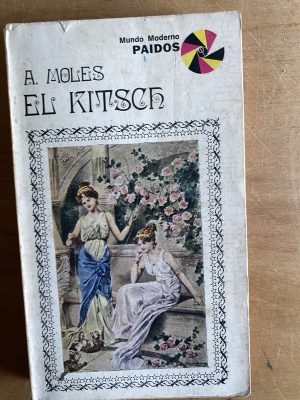 Mundo Moderno
PAIDOS
A. MOLES
EL KITSCH